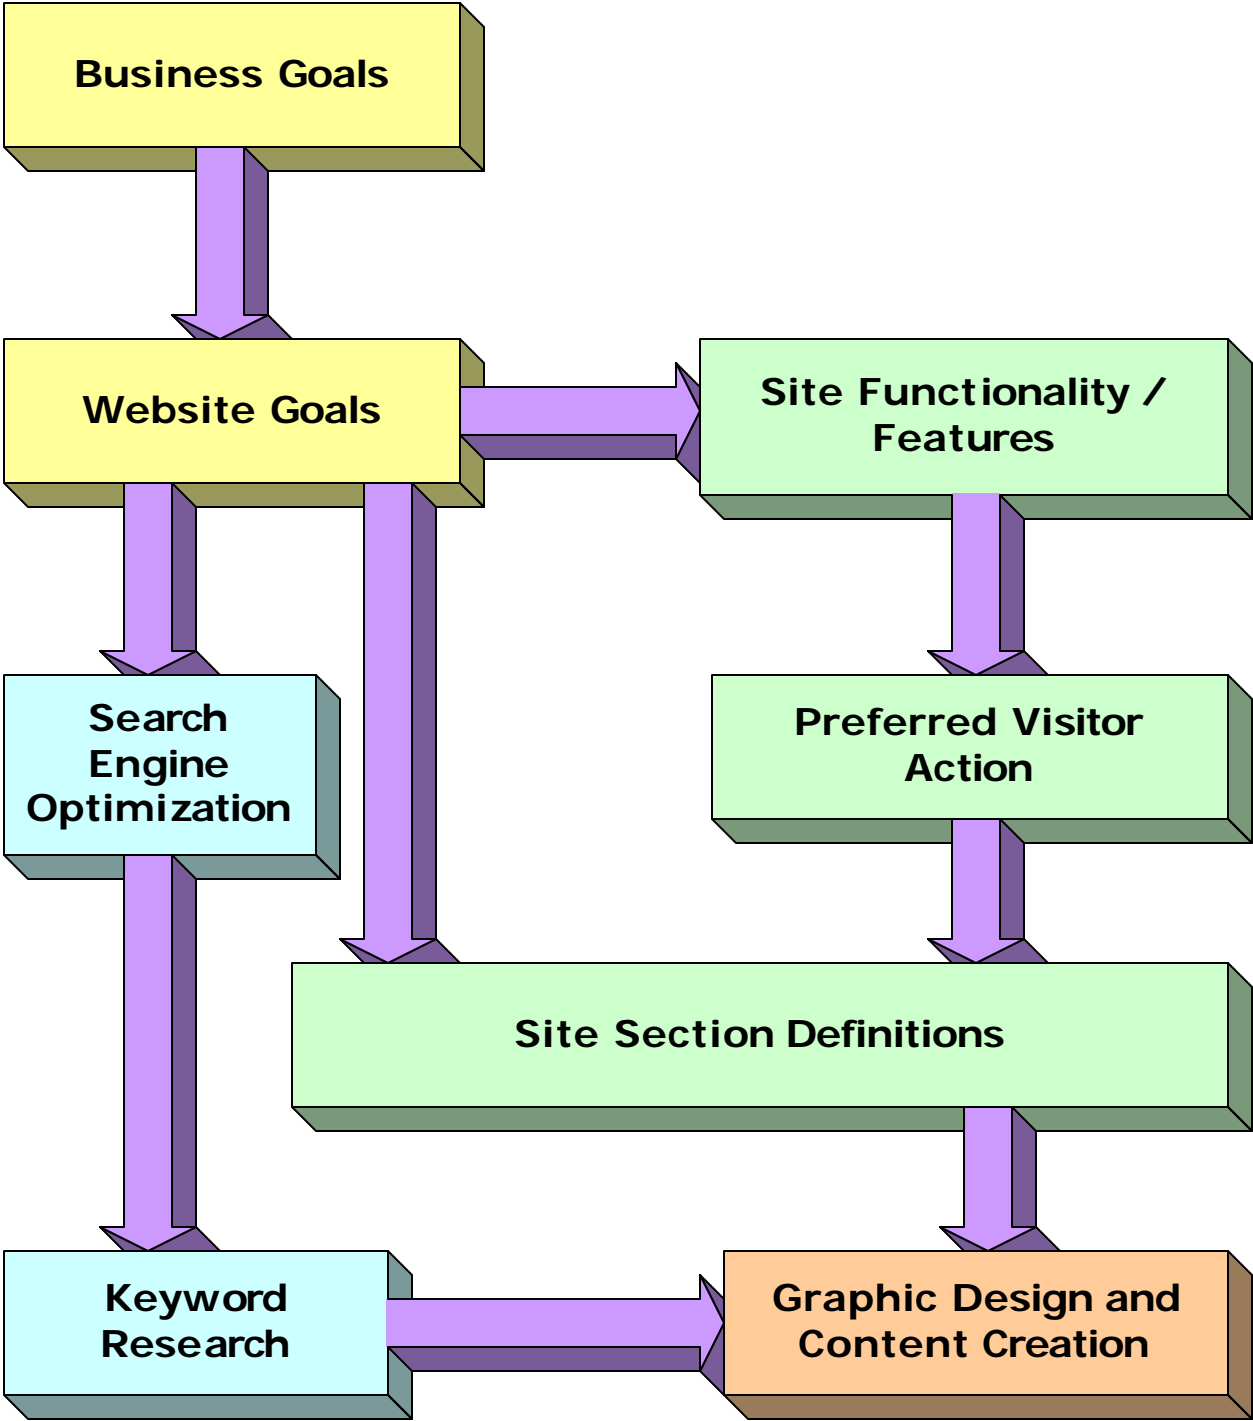 Business Goals
Website Goals
Site Functionality /
Features
Search
Engine
Optimization
Preferred Visitor
Action
Site Section Definitions
Keyword
Research
Graphic Design and
Content Creation